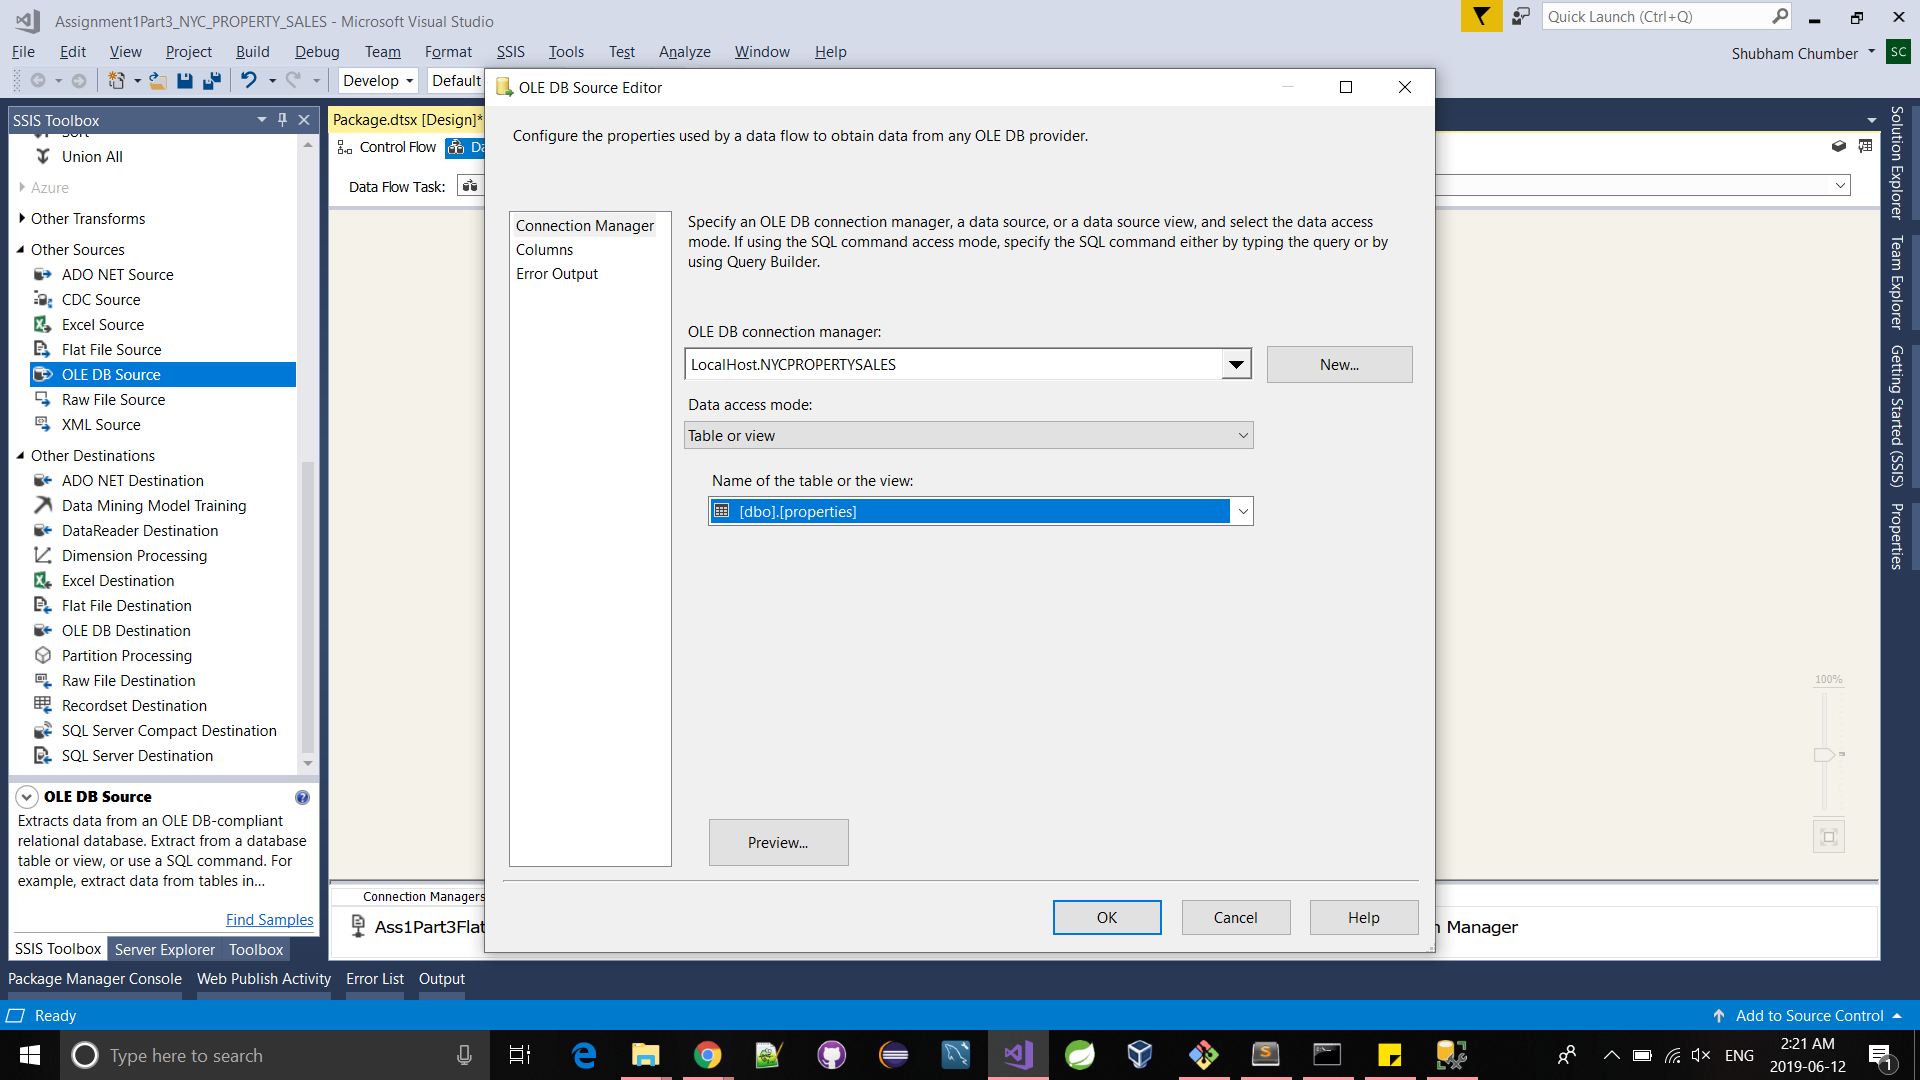 Assignment1Part3_NYC_PROPERTY_SALES - Microsoft Visual Studio
Quick Launch (Ctrl+Q)
File Edit View Project Build Debug Team Format SSIS Tools Test Analyze Window Help
Shubham Chumber
SC
Develop
Default
SSIS Toolbox
Sort
Union All
Azure
Other Transforms
Other Sources
ADO NET Source
CDC Source
Excel Source
Flat File Source
OLE DB Source
Raw File Source
XML Source
Other Destinations
ADO NET Destination
Data Mining Model Training
DataReader Destination
Dimension Processing
Excel Destination
Flat File Destination
OLE DB Destination
Partition Processing
Raw File Destination
Recordset Destination
SQL Server Compact Destination
SQL Server Destination
OLE DB Source
Extracts data from an OLE DB-compliant
relational database. Extract from a database
table or view, or use a SQL command. For
example, extract data from tables in...
Find Samples
SSIS Toolbox Server Explorer Toolbox
Package.dtsx [Design]*
Control Flow
Da
Data Flow Task:
OLE DB Source Editor
Configure the properties used by a data flow to obtain data from any OLE DB provider.
Connection Manager
Columns
Error Output
Specify an OLE DB connection manager, a data source, or a data source view, and select the data access
mode. If using the SQL command access mode, specify the SQL command either by typing the query or by
using Query Builder.
OLE DB connection manager:
LocalHost.NYCPROPERTYSALES
New...
Data access mode:
Table or view
Name of the table or the view:
[dbo].[properties]
Preview...
OK
Cancel
Help
100%
Connection Managers
Ass1Part3Flat
n Manager
Solution Explorer
Team Explorer
Getting Started (SSIS)
Properties
Package Manager Console Web Publish Activity Error List Output
Ready
Add to Source Control
Type here to search
ENG
2:21 AM
2019-06-12
1